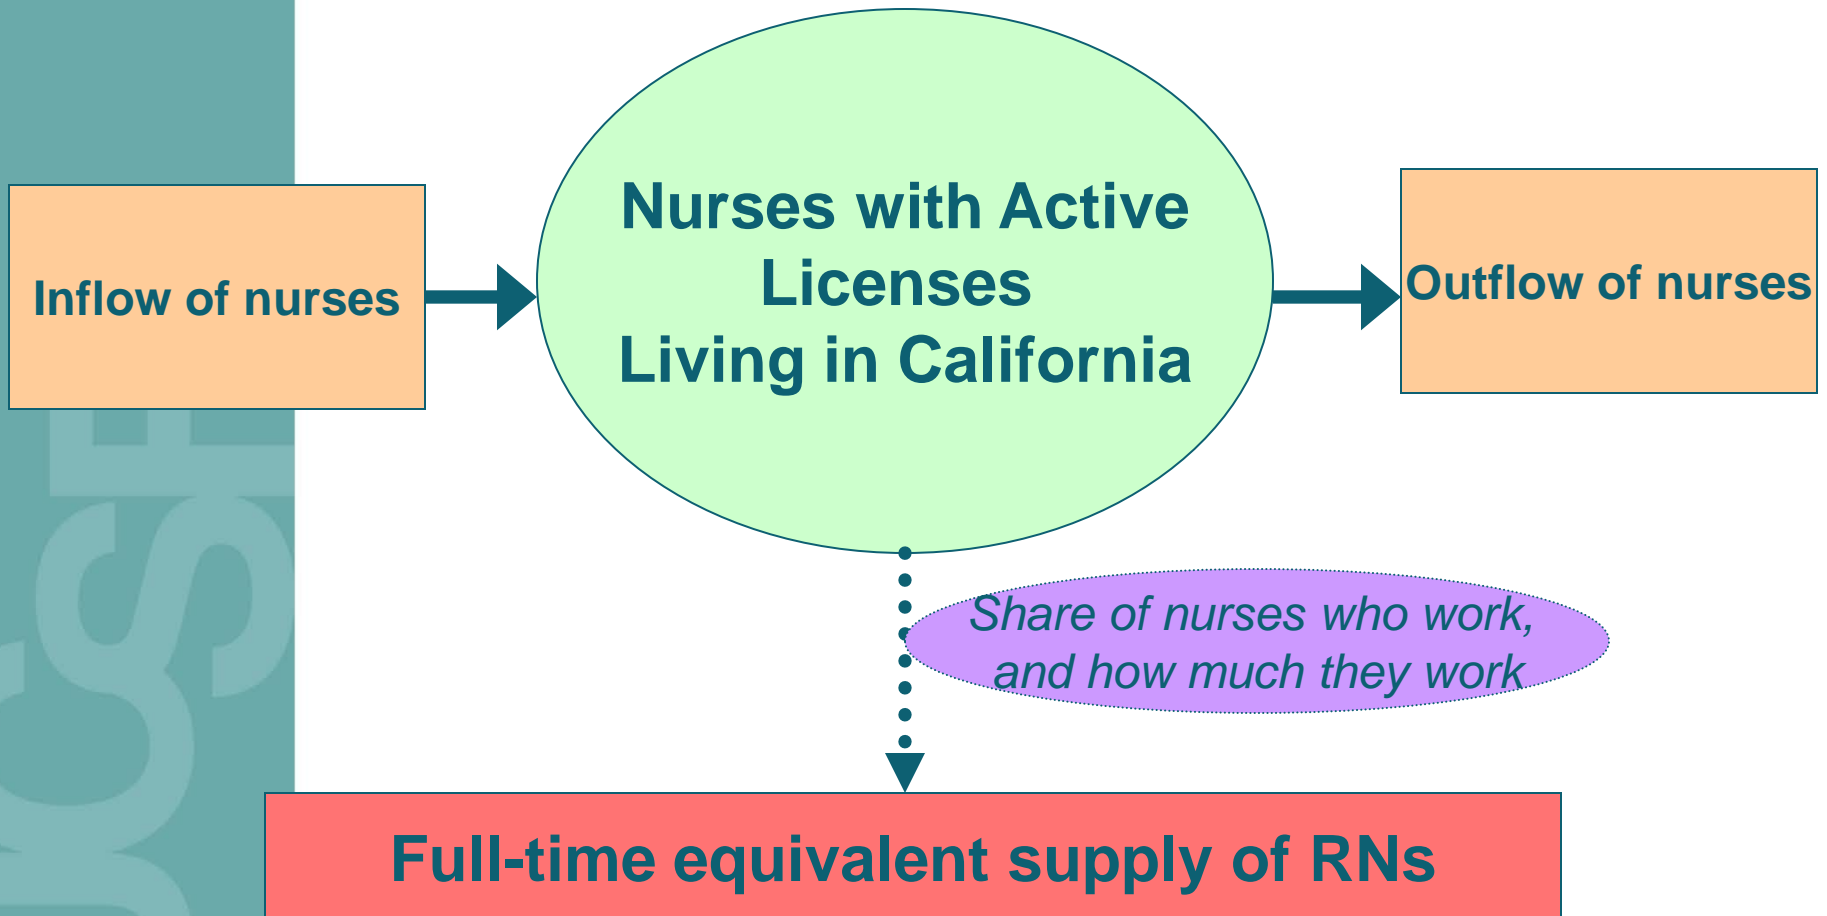 Nurses with Active
Licenses
Living in California
Inflow of nurses
Outflow of nurses
Share of nurses who work,
and how much they work
Full-time equivalent supply of RNs
UCSF